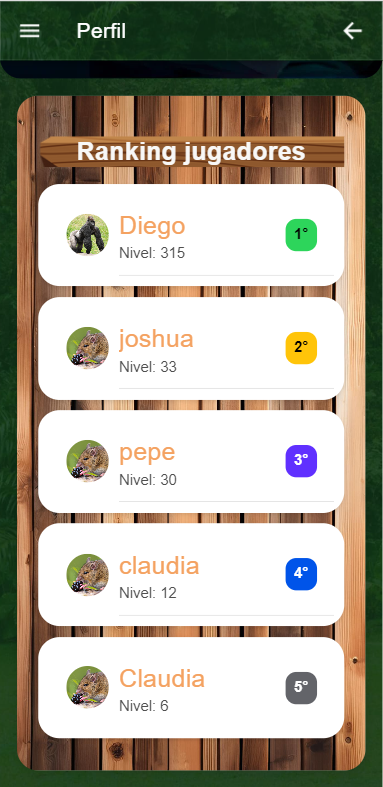 Perfil
Ranking jugadores
Diego
Nivel: 315
1°
joshua
Nivel: 33
2°
pepe
Nivel: 30
3°
claudia
Nivel: 12
4°
Claudia
Nivel: 6
5°